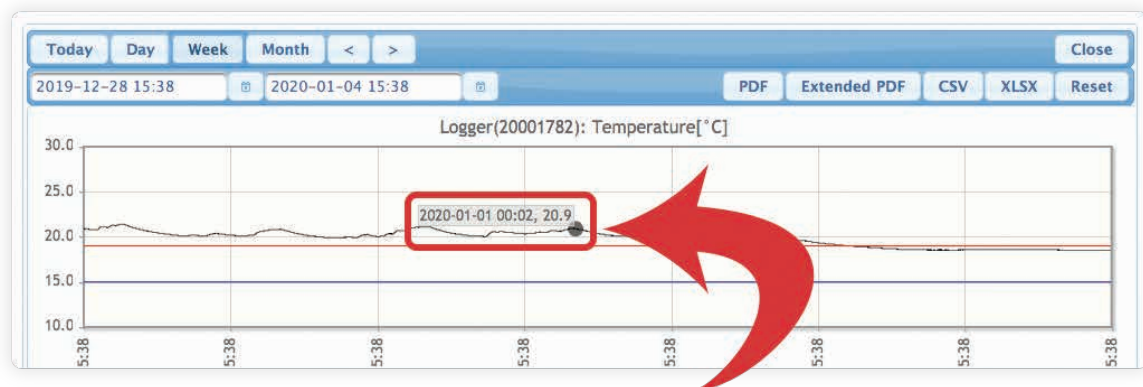 Today Day Week Month < > Close
2019-12-28 15:38 2020-01-04 15:38 PDF Extended PDF CSV XLSX Reset
Logger(20001782): Temperature[°C]
30.0
25.0
2020-01-01 00:02, 20.9
20.0
15.0
10.0
5:38 5:38 5:38 5:38 5:38 5:38 5:38 5:38